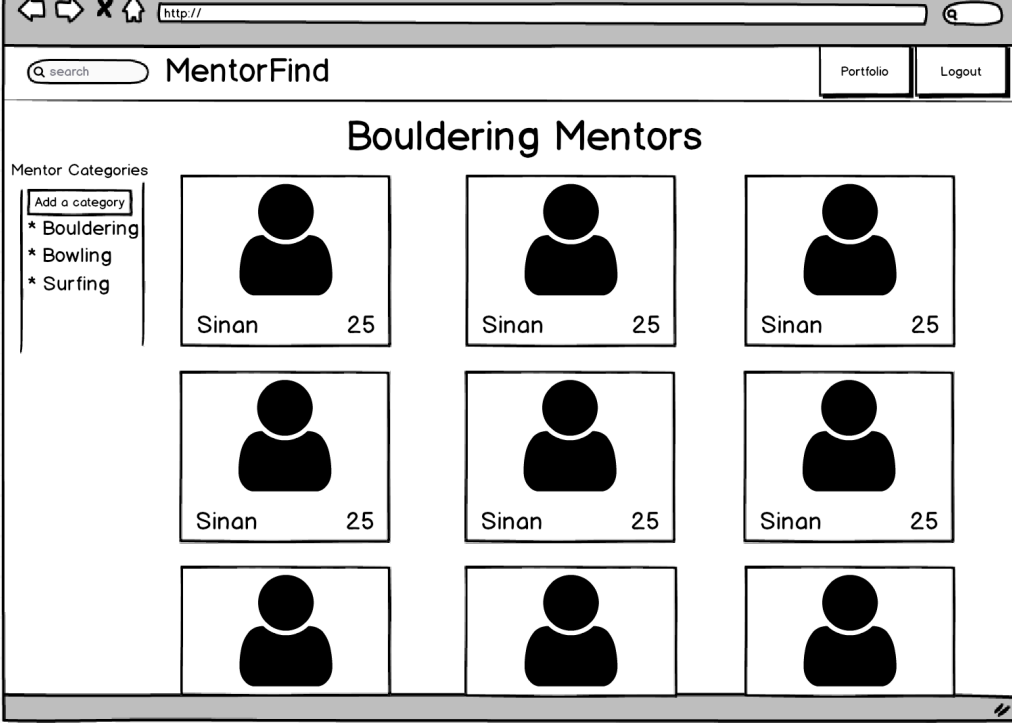 http://
search
MentorFind
Portfolio
Logout
Bouldering Mentors
Mentor Categories
Add a category
* Bouldering
* Bowling
* Surfing
Sinan 25
Sinan 25
Sinan 25
Sinan 25
Sinan 25
Sinan 25